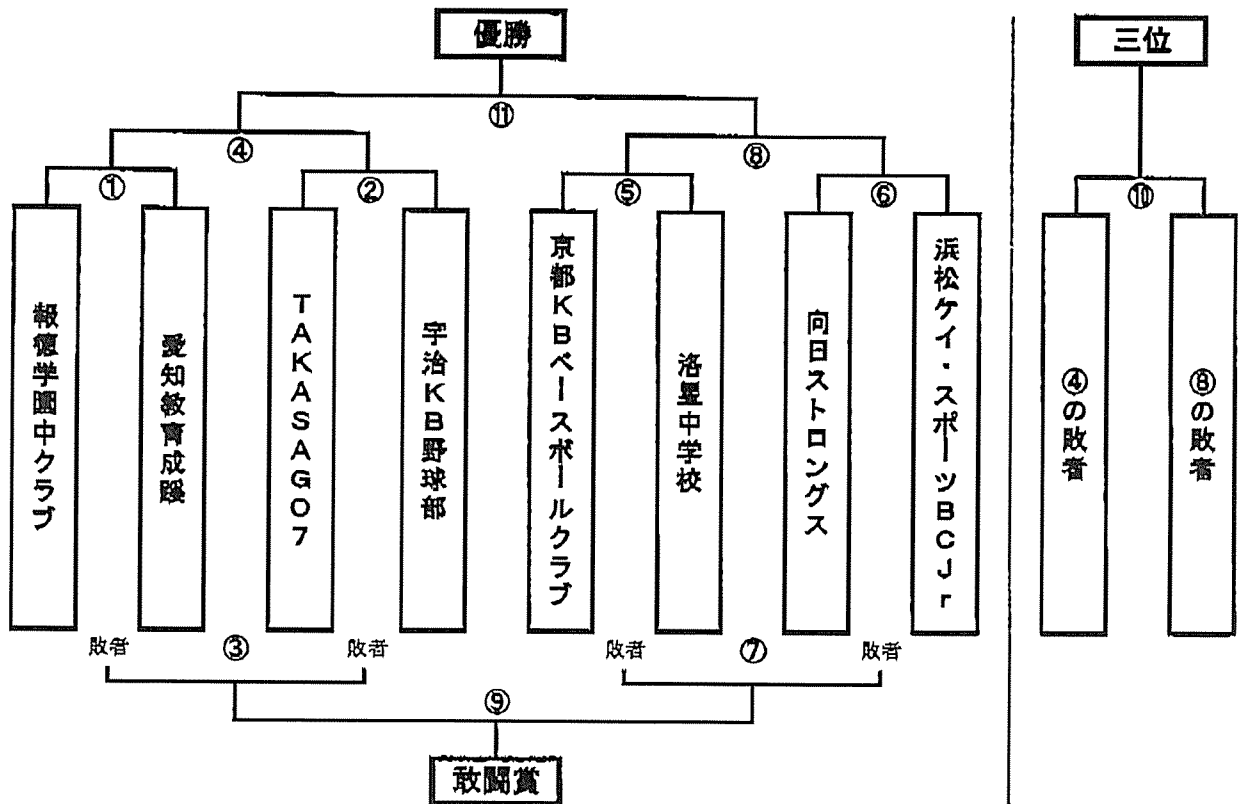 優勝
三位
⑪
④
⑧
①
②
⑤
⑥
⑩
報徳学園中クラブ
愛知教育成蹊
TAKASAGO7
宇治KB野球部
京都KBベースボールクラブ
洛星中学校
向日ストロングス
浜松ケイ・スポーツBCJr
④の敗者
⑧の敗者
敗者
③
敗者
敗者
⑦
敗者
⑨
敢闘賞